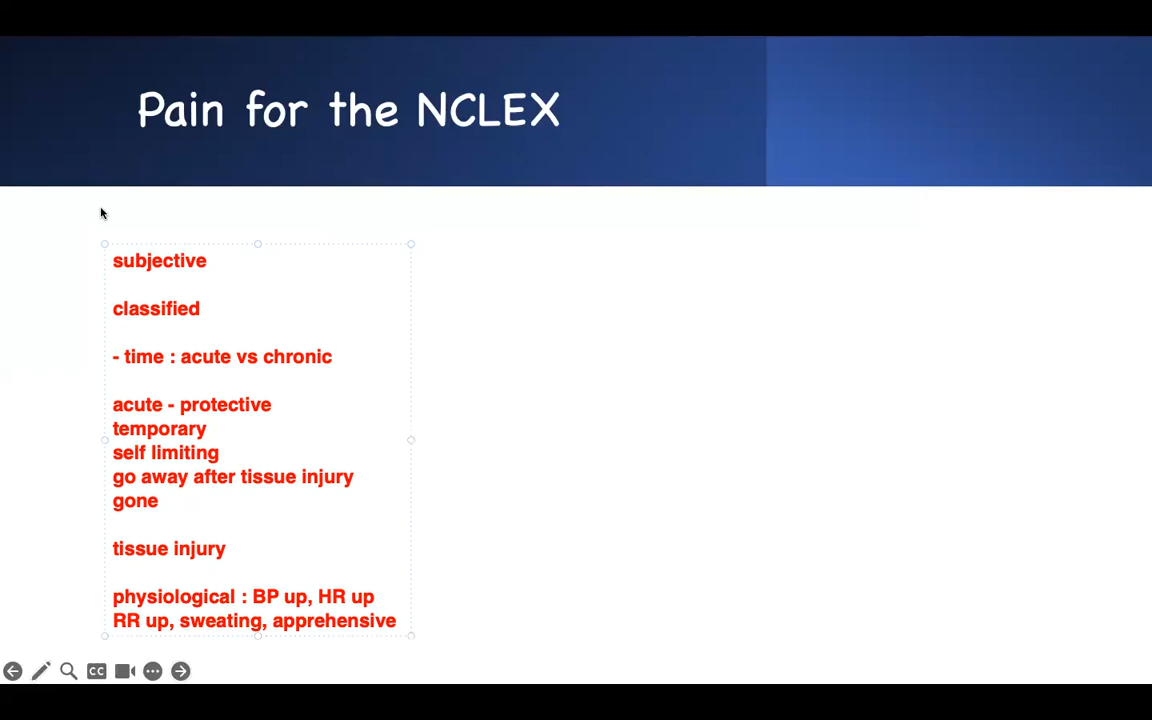 Pain for the NCLEX
subjective
classified
- time : acute vs chronic
acute - protective
temporary
self limiting
go away after tissue injury
gone
tissue injury
physiological : BP up, HR up
RR up, sweating, apprehensive
CC